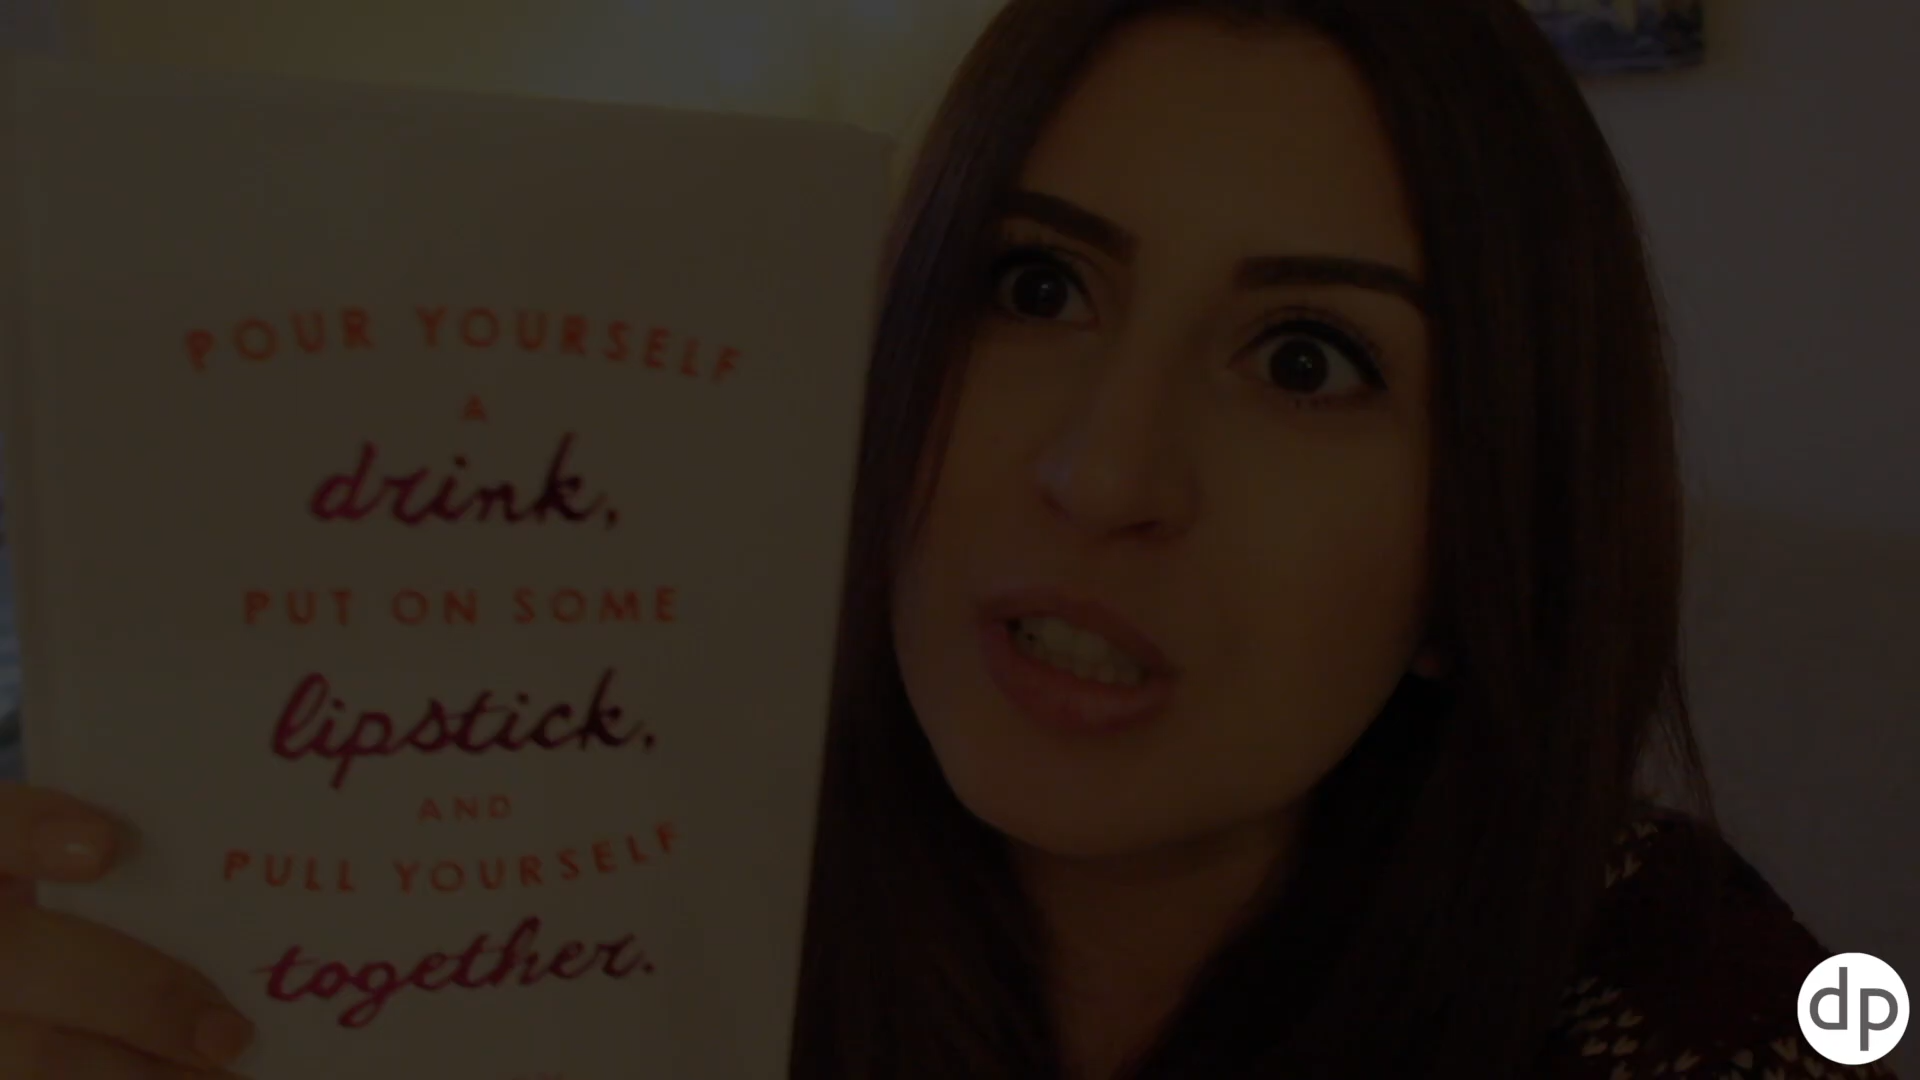 POUR YOURSELF
A
drink,
PUT ON SOME
lipstick,
AND
PULL YOURSELF
together.
dp